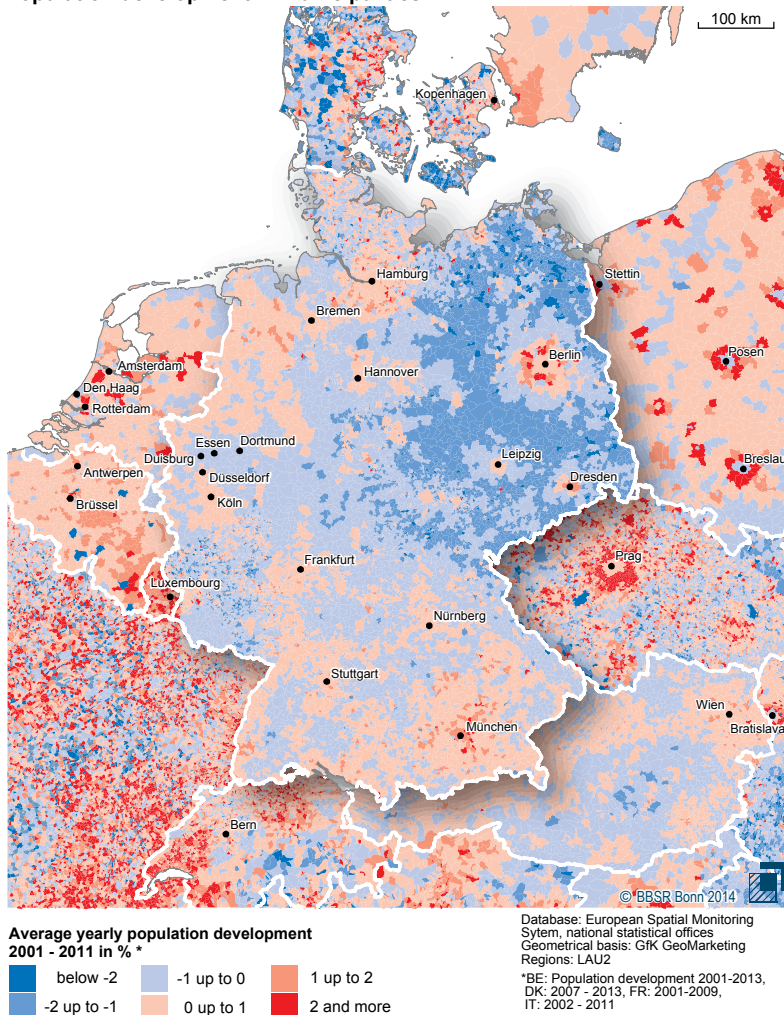 100 km
Kopenhagen
Hamburg
Stettin
Bremen
Berlin
Posen
Amsterdam
Hannover
Den Haag
Rotterdam
Essen
Dortmund
Duisburg
Leipzig
Breslau
Antwerpen
Düsseldorf
Dresden
Brüssel
Köln
Frankfurt
Prag
Luxembourg
Nürnberg
Stuttgart
Wien
Bratislava
München
Bern
© BBSR Bonn 2014
Average yearly population development
2001 - 2011 in % *
below -2
-1 up to 0
1 up to 2
-2 up to -1
0 up to 1
2 and more
Database: European Spatial Monitoring
Sytem, national statistical offices
Geometrical basis: GfK GeoMarketing
Regions: LAU2
*BE: Population development 2001-2013,
DK: 2007 - 2013, FR: 2001-2009,
IT: 2002 - 2011